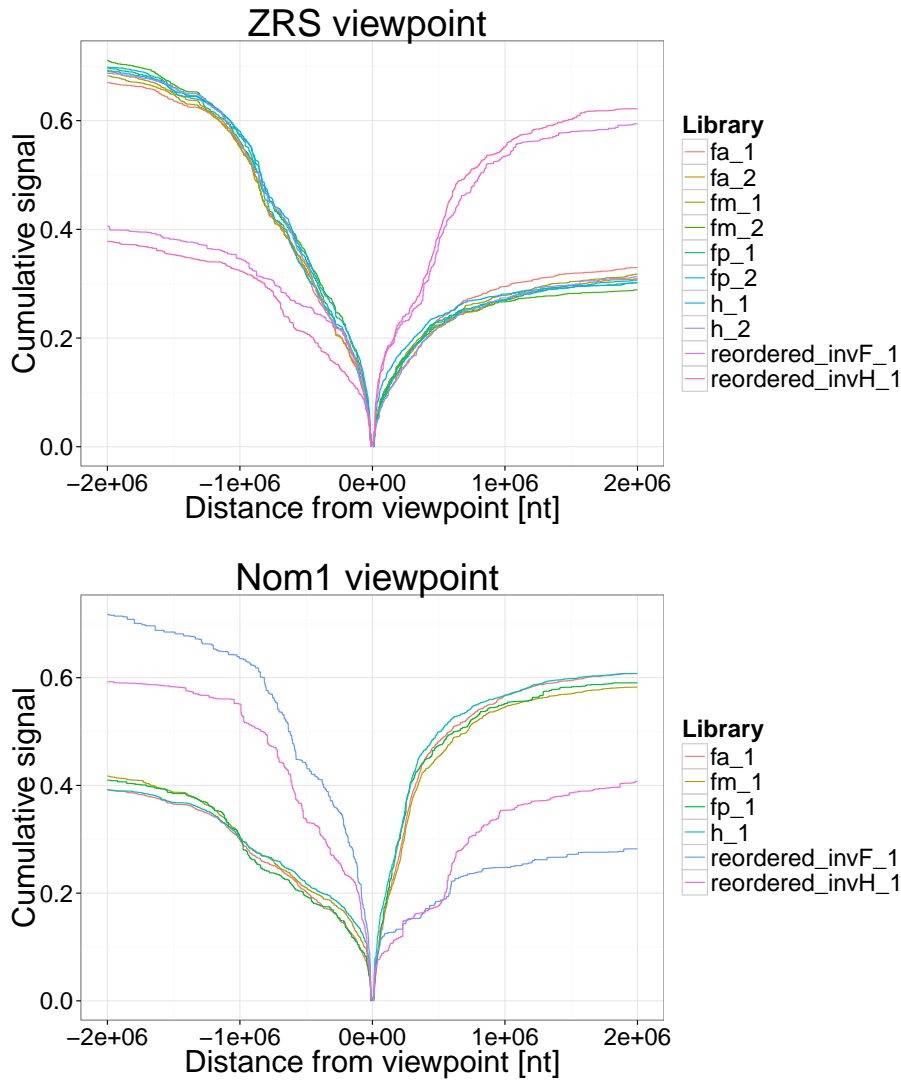 ZRS viewpoint
Cumulative signal
0.6
0.4
0.2
0.0
−2e+06 −1e+06 0e+00 1e+06 2e+06
Distance from viewpoint [nt]
Library
fa_1
fa_2
fm_1
fm_2
fp_1
fp_2
h_1
h_2
reordered_invF_1
reordered_invH_1
Nom1 viewpoint
Cumulative signal
0.6
0.4
0.2
0.0
−2e+06 −1e+06 0e+00 1e+06 2e+06
Distance from viewpoint [nt]
Library
fa_1
fm_1
fp_1
h_1
reordered_invF_1
reordered_invH_1